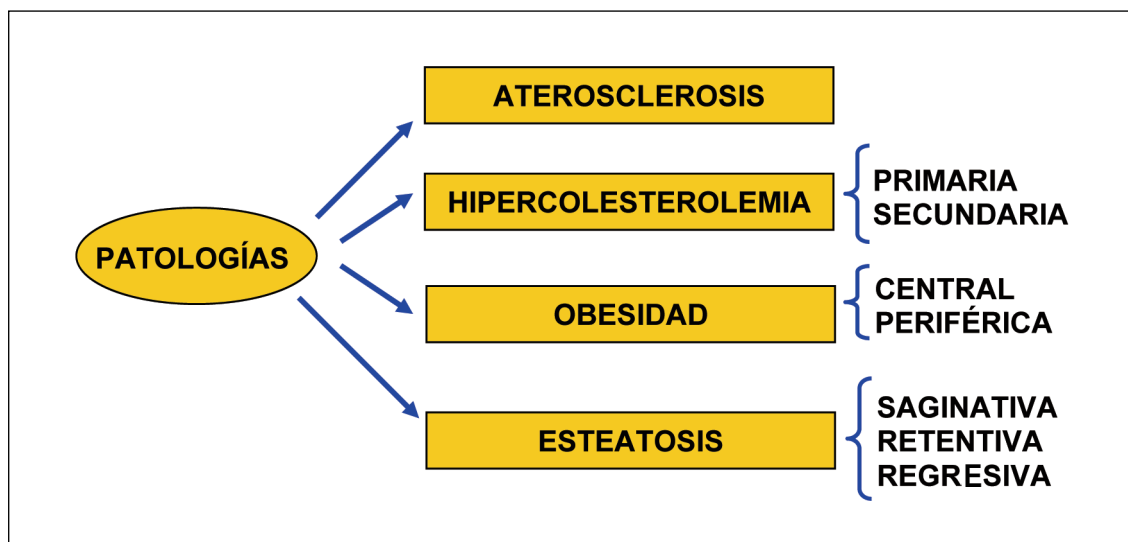 ATEROSCLEROSIS
HIPERCOLESTEROLEMIA
PRIMARIA
SECUNDARIA
PATOLOGÍAS
OBESIDAD
CENTRAL
PERIFÉRICA
ESTEATOSIS
SAGINATIVA
RETENTIVA
REGRESIVA